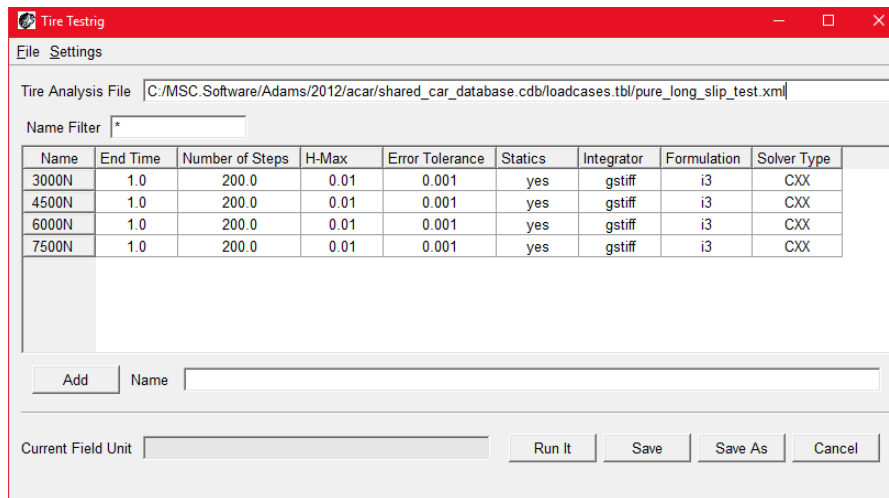 Tire Testrig
File Settings
Tire Analysis File C:/MSC.Software/Adams/2012/acar/shared_car_database.cdb/loadcases.tbl/pure_long_slip_test.xml
Name Filter *
Name End Time Number of Steps H-Max Error Tolerance Statics Integrator Formulation Solver Type
3000N 1.0 200.0 0.01 0.001 yes gstiff i3 CXX
4500N 1.0 200.0 0.01 0.001 yes gstiff i3 CXX
6000N 1.0 200.0 0.01 0.001 yes gstiff i3 CXX
7500N 1.0 200.0 0.01 0.001 yes gstiff i3 CXX
Add Name
Current Field Unit Run It Save Save As Cancel